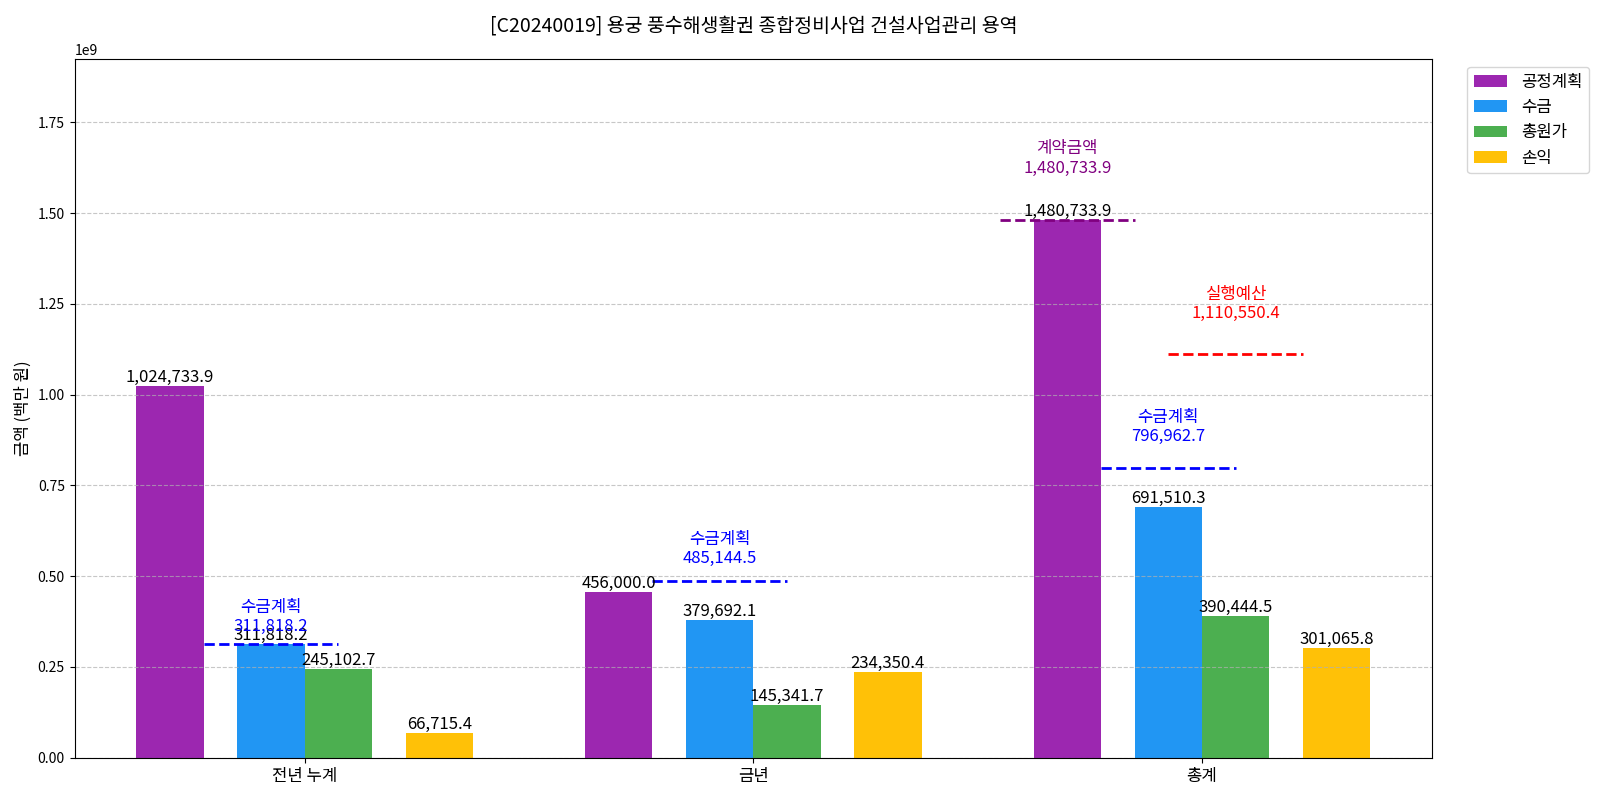 [C20240019] 용궁 풍수해생활권 종합정비사업 건설사업관리 용역
1e9
공정계획
수금
총원가
손익
금액 (백만 원)
1.75
1.50
1.25
1.00
0.75
0.50
0.25
0.00
계약금액
1,480,733.9
1,480,733.9
실행예산
1,110,550.4
1,024,733.9
수금계획
796,962.7
691,510.3
수금계획
485,144.5
456,000.0
379,692.1
수금계획
311,818.2
311,818.2
245,102.7
66,715.4
145,341.7
234,350.4
390,444.5
301,065.8
전년 누계
금년
총계